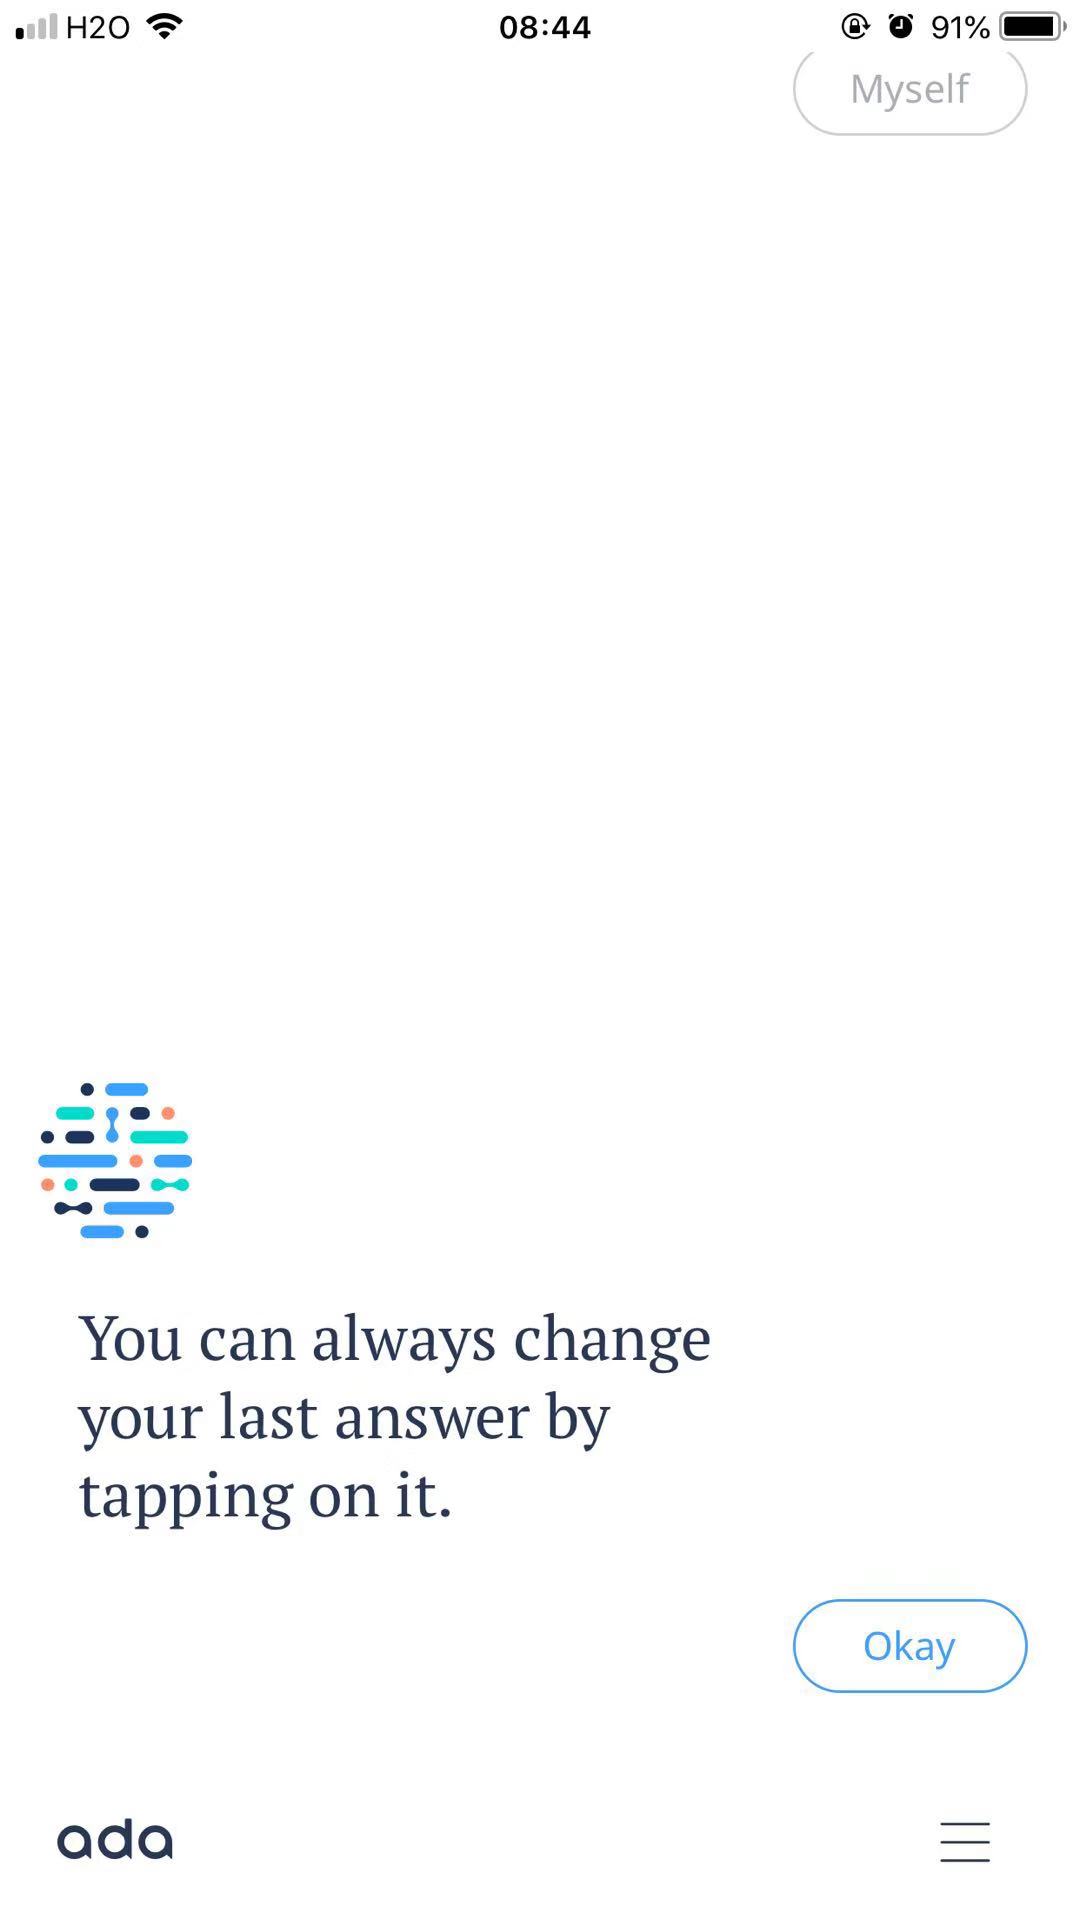 H2O 08:44 91%
Myself
You can always change
your last answer by
tapping on it.
Okay
ada